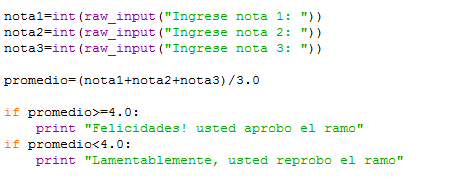 nota1=int(raw_input("Ingrese nota 1: "))
nota2=int(raw_input("Ingrese nota 2: "))
nota3=int(raw_input("Ingrese nota 3: "))
promedio=(nota1+nota2+nota3)/3.0
if promedio>=4.0:
    print "Felicidades! usted aprobo el ramo"
if promedio<4.0:
    print "Lamentablemente, usted reprobo el ramo"